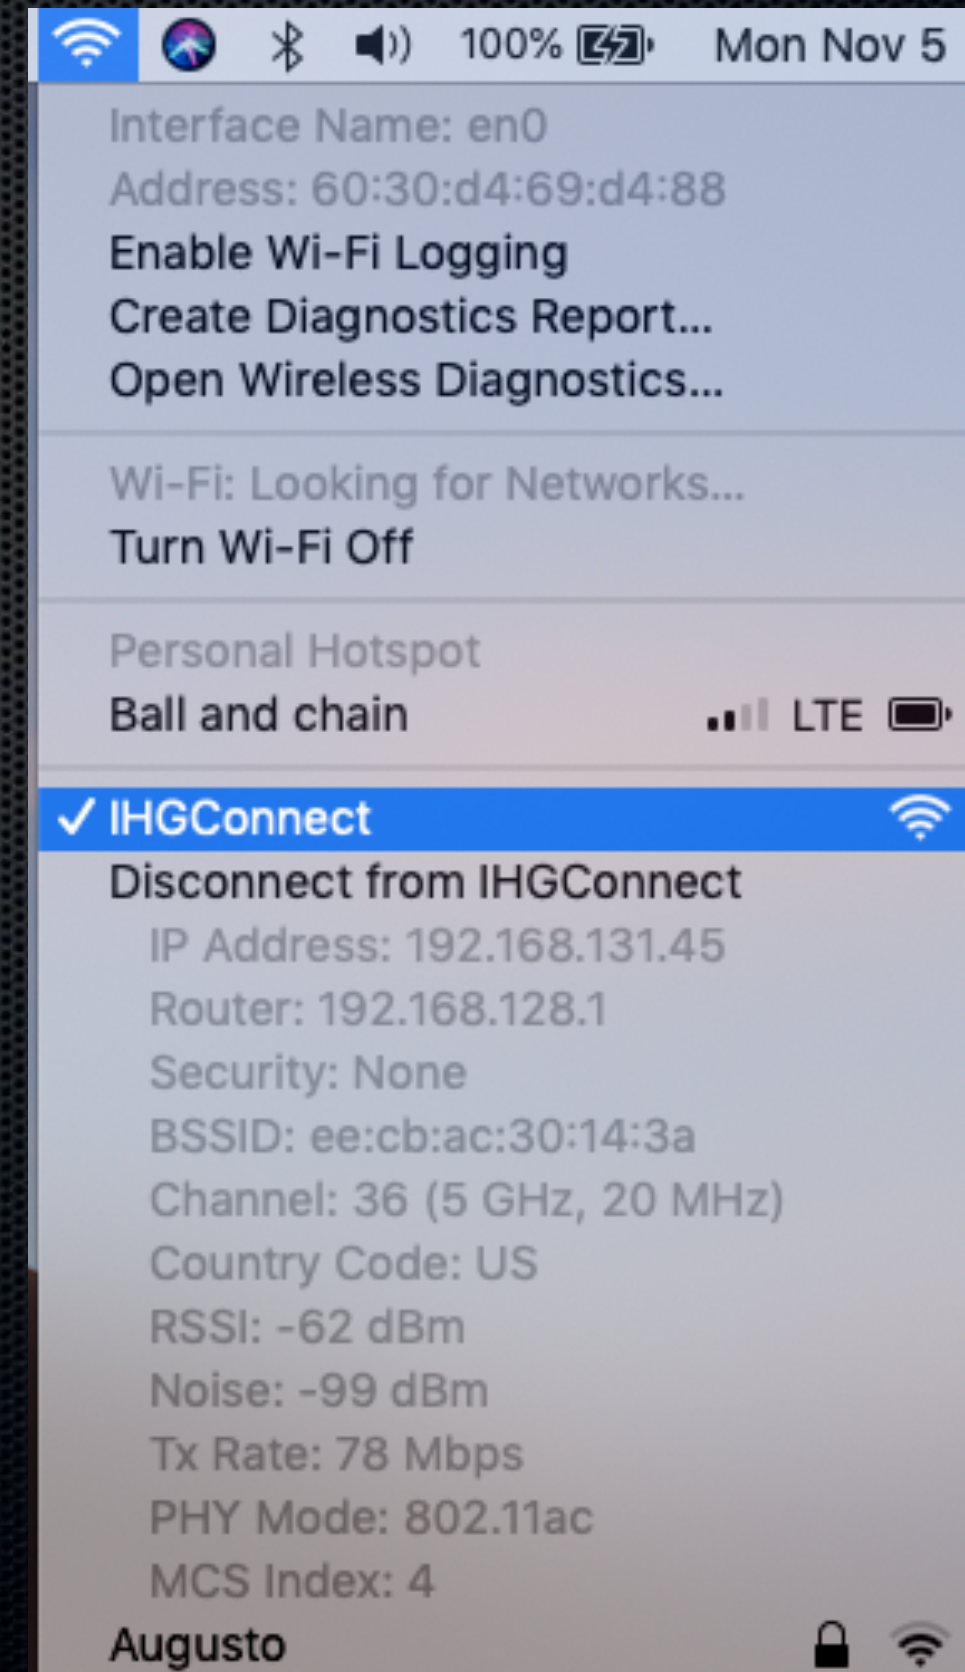 100% Mon Nov 5
Interface Name: en0
Address: 60:30:d4:69:d4:88
Enable Wi-Fi Logging
Create Diagnostics Report...
Open Wireless Diagnostics...
Wi-Fi: Looking for Networks...
Turn Wi-Fi Off
Personal Hotspot
Ball and chain LTE
✓ IHGConnect
Disconnect from IHGConnect
IP Address: 192.168.131.45
Router: 192.168.128.1
Security: None
BSSID: ee:cb:ac:30:14:3a
Channel: 36 (5 GHz, 20 MHz)
Country Code: US
RSSI: -62 dBm
Noise: -99 dBm
Tx Rate: 78 Mbps
PHY Mode: 802.11ac
MCS Index: 4
Augusto